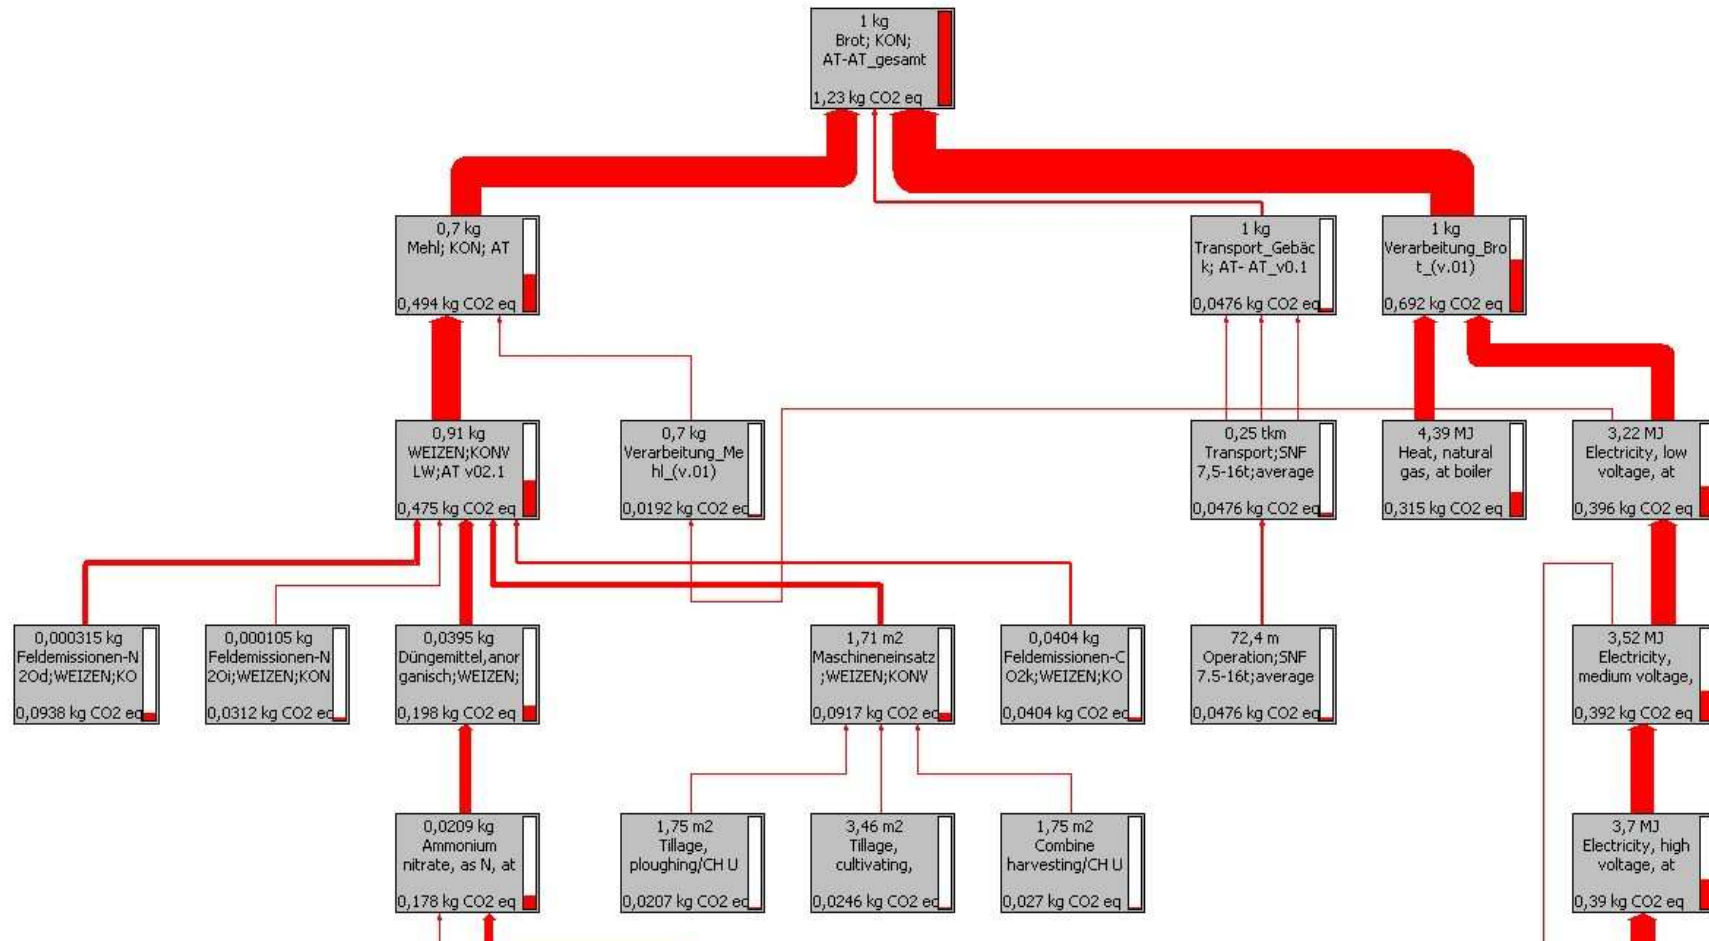 1 kg
Brot; KON;
AT-AT_gesamt
1,23 kg CO2 eq
0,7 kg
Mehl; KON; AT
0,494 kg CO2 eq
1 kg
Transport_Gebäc
k; AT- AT_v0.1
0,0476 kg CO2 eq
1 kg
Verarbeitung_Bro
t_(v.01)
0,692 kg CO2 eq
0,91 kg
WEIZEN;KONV
LW;AT v02.1
0,475 kg CO2 eq
0,7 kg
Verarbeitung_Me
hl_(v.01)
0,0192 kg CO2 eq
0,25 tkm
Transport;SNF
7,5-16t;average
0,0476 kg CO2 eq
4,39 MJ
Heat, natural
gas, at boiler
0,315 kg CO2 eq
3,22 MJ
Electricity, low
voltage, at
0,396 kg CO2 eq
0,000315 kg
Feldemissionen-N
2Od;WEIZEN;KO
0,0938 kg CO2 eq
0,000105 kg
Feldemissionen-N
2Oi;WEIZEN;KON
0,0312 kg CO2 eq
0,0395 kg
Düngemittel,anor
ganisch;WEIZEN;
0,198 kg CO2 eq
1,71 m2
Maschineneinsatz
;WEIZEN;KONV
0,0917 kg CO2 eq
0,0404 kg
Feldemissionen-C
O2k;WEIZEN;KO
0,0404 kg CO2 eq
72,4 m
Operation;SNF
7.5-16t;average
0,0476 kg CO2 eq
3,52 MJ
Electricity,
medium voltage,
0,392 kg CO2 eq
0,0209 kg
Ammonium
nitrate, as N, at
0,178 kg CO2 eq
1,75 m2
Tillage,
ploughing/CH U
0,0207 kg CO2 eq
3,46 m2
Tillage,
cultivating,
0,0246 kg CO2 eq
1,75 m2
Combine
harvesting/CH U
0,027 kg CO2 eq
3,7 MJ
Electricity, high
voltage, at
0,39 kg CO2 eq